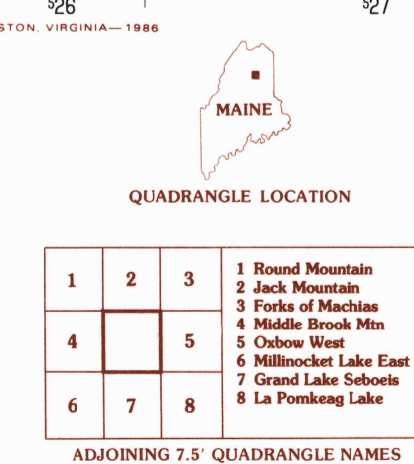 ⁵26
⁵27
STON, VIRGINIA—1986
MAINE
QUADRANGLE LOCATION
1 2 3
4 5
6 7 8
1 Round Mountain
2 Jack Mountain
3 Forks of Machias
4 Middle Brook Mtn
5 Oxbow West
6 Millinocket Lake East
7 Grand Lake Seboeis
8 La Pomkeag Lake
ADJOINING 7.5′ QUADRANGLE NAMES